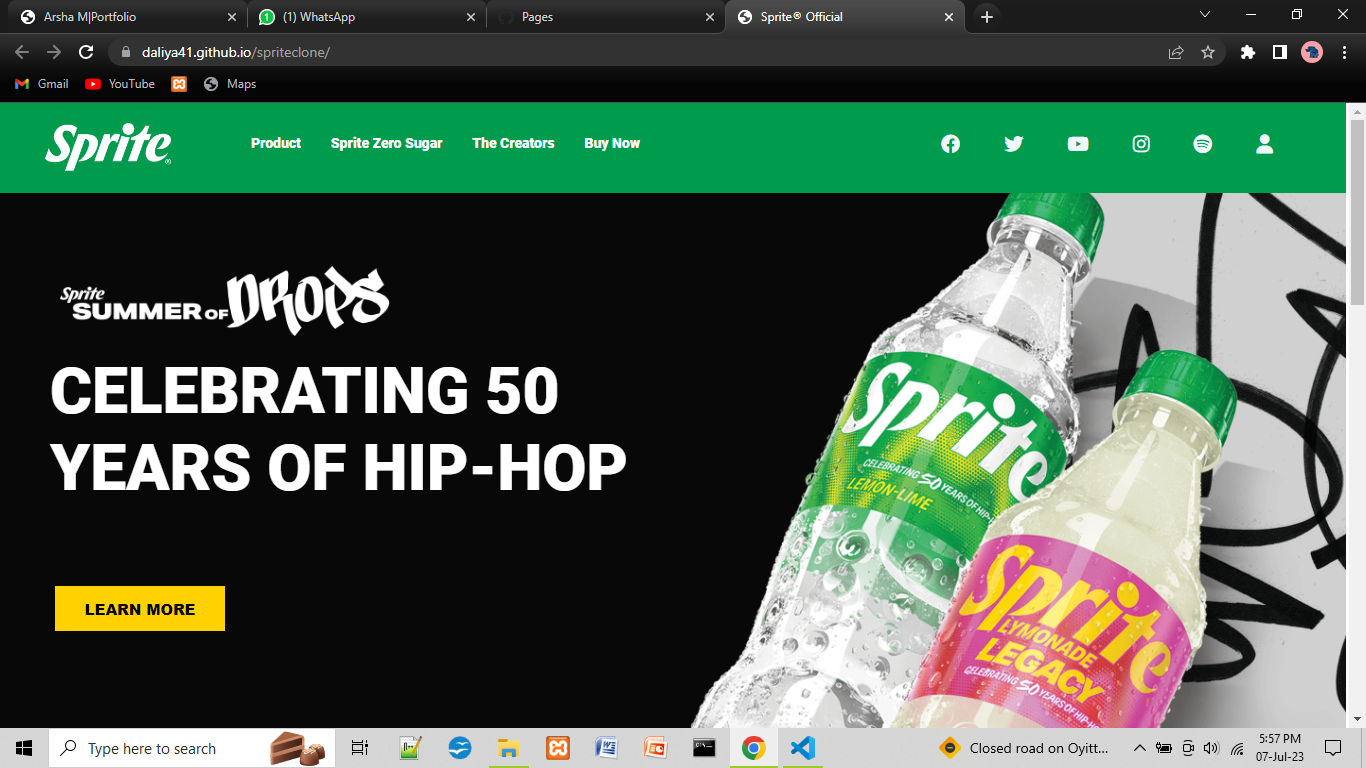 Arsha M|Portfolio
(1) WhatsApp
Pages
Sprite® Official
daliya41.github.io/spriteclone/
Gmail
YouTube
Maps
Sprite®
Product
Sprite Zero Sugar
The Creators
Buy Now
Sprite
SUMMER OF DROPS
CELEBRATING 50
YEARS OF HIP-HOP
LEARN MORE
Sprite
CELEBRATING 50 YEARS OF HIP-
LEMON-LIME
Sprite
LYMONADE
LEGACY
CELEBRATING 50 YEARS OF HIP-
Type here to search
Closed road on Oyitt...
5:57 PM
07-Jul-23